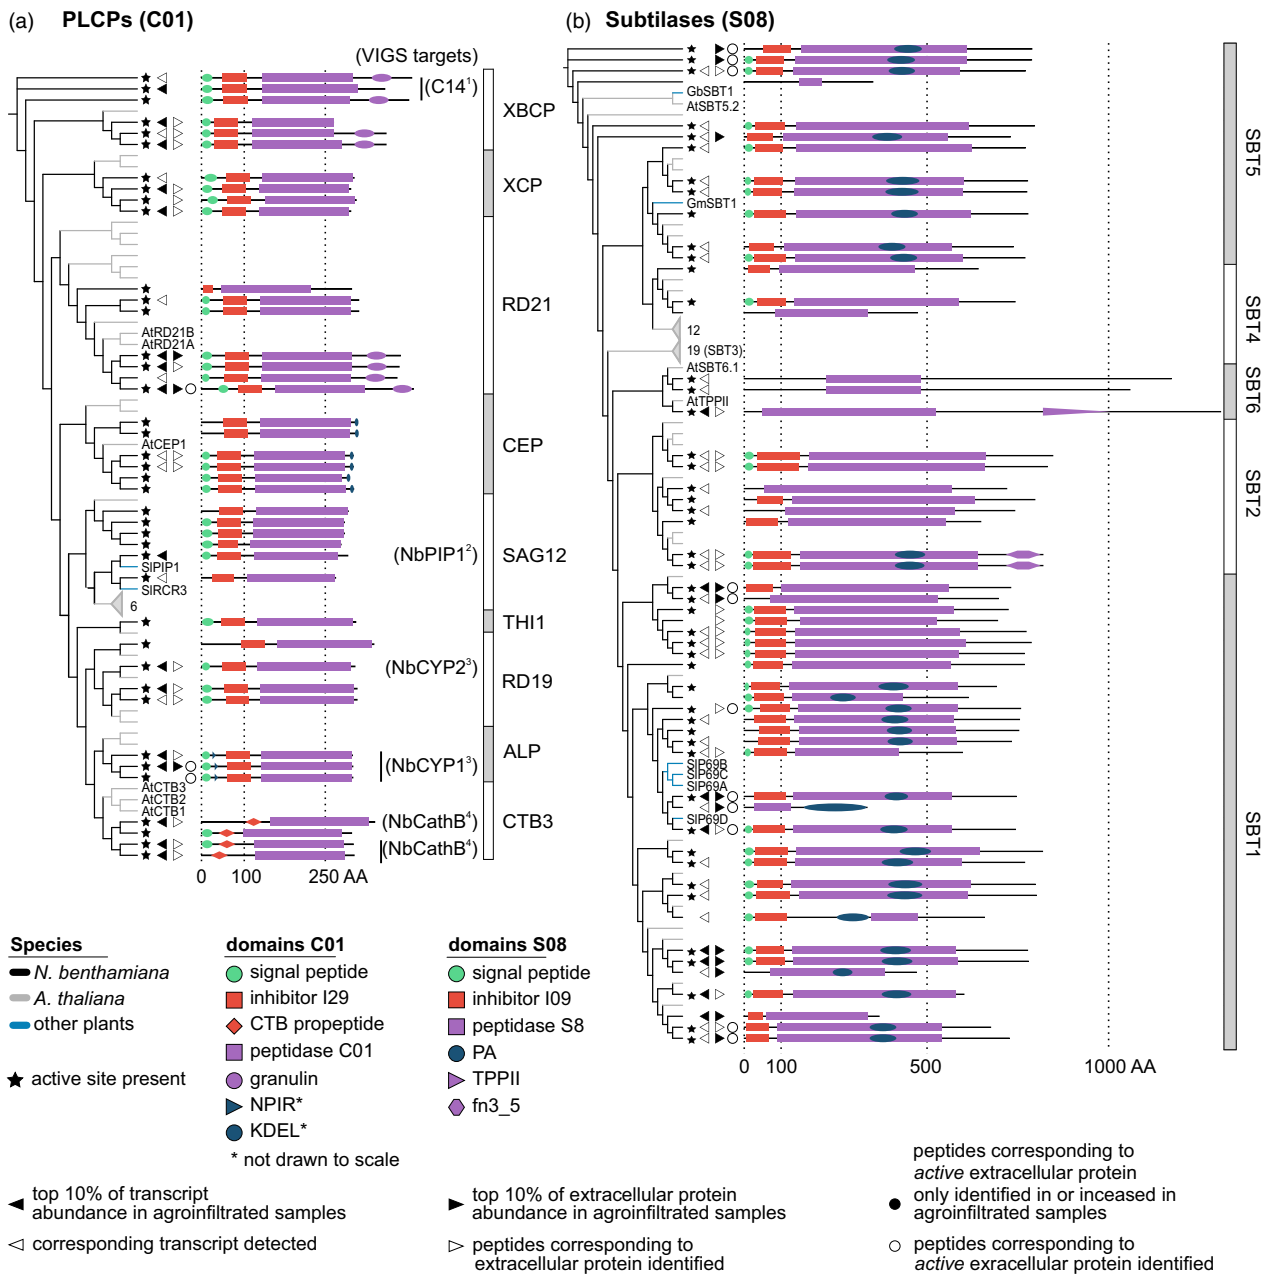 (a) PLCPs (C01)
(VIGS targets)
(C14¹)
XBCP
XCP
RD21
AtRD21B
AtRD21A
CEP
AtCEP1
(NbPIP1²)
SAG12
SlPIP1
SlRCR3
6
THI1
(NbCYP2³)
RD19
ALP
(NbCYP1³)
AtCTB3
AtCTB2
AtCTB1
(NbCathB⁴)
CTB3
(NbCathB⁴)
0 100 250 AA
(b) Subtilases (S08)
GbSBT1
AtSBT5.2
SBT5
GmSBT1
SBT4
12
19 (SBT3)
AtSBT6.1
SBT6
AtTPPII
SBT2
SlP69B
SlP69C
SlP69A
SlP69D
SBT1
0 100 500 1000 AA
Species
N. benthamiana
A. thaliana
other plants
active site present
domains C01
signal peptide
inhibitor I29
CTB propeptide
peptidase C01
granulin
NPIR*
KDEL*
* not drawn to scale
domains S08
signal peptide
inhibitor I09
peptidase S8
PA
TPPII
fn3_5
top 10% of transcript
abundance in agroinfiltrated samples
corresponding transcript detected
top 10% of extracellular protein
abundance in agroinfiltrated samples
peptides corresponding to
extracellular protein identified
peptides corresponding to
active extracellular protein
only identified in or inceased in
agroinfiltrated samples
peptides corresponding to
active extracellular protein identified